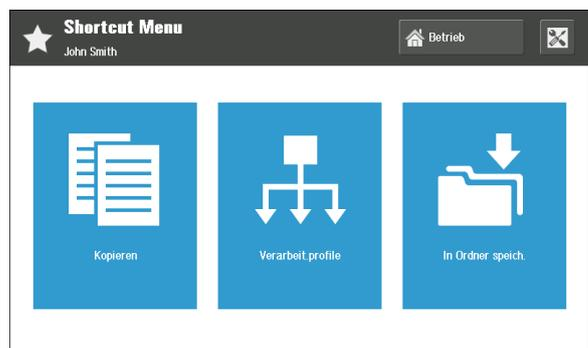 Shortcut Menu
John Smith
Betrieb
Kopieren
Verarbeit.profile
In Ordner speich.